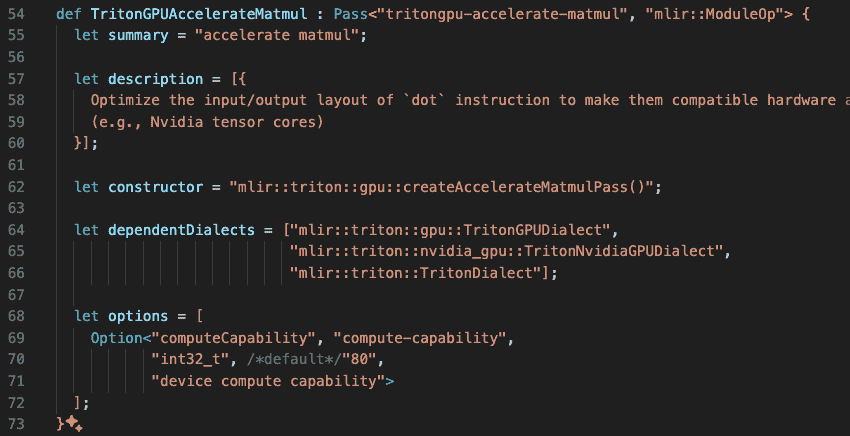 54 def TritonGPUAccelerateMatmul : Pass<"tritongpu-accelerate-matmul", "mlir::ModuleOp"> {
55 let summary = "accelerate matmul";
56
57 let description = [{
58 Optimize the input/output layout of `dot` instruction to make them compatible hardware a
59 (e.g., Nvidia tensor cores)
60 }];
61
62 let constructor = "mlir::triton::gpu::createAccelerateMatmulPass()";
63
64 let dependentDialects = ["mlir::triton::gpu::TritonGPUDialect",
65 "mlir::triton::nvidia_gpu::TritonNvidiaGPUDialect",
66 "mlir::triton::TritonDialect"];
67
68 let options = [
69 Option<"computeCapability", "compute-capability",
70 "int32_t", /*default*/"80",
71 "device compute capability">
72 ];
73 }